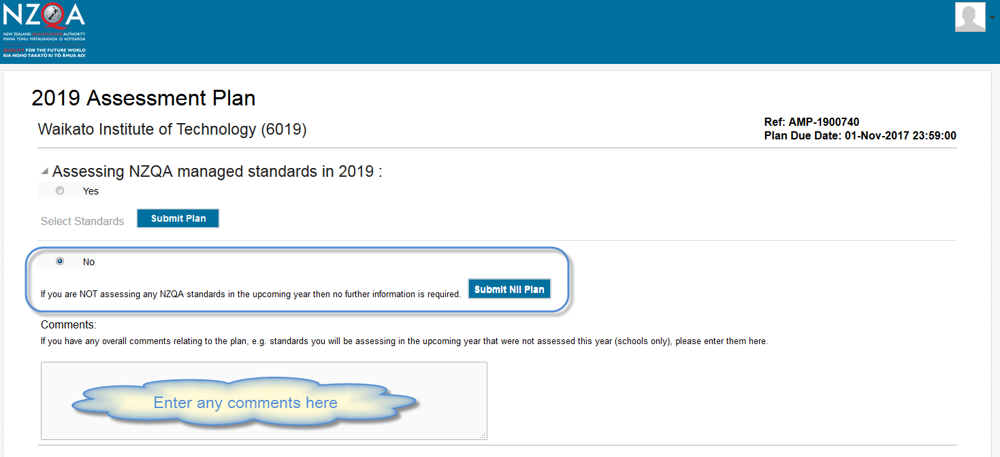 NZQA
NEW ZEALAND QUALIFICATIONS AUTHORITY
MANA TOHU MĀTAURANGA O AOTEAROA
QUALIFY FOR THE FUTURE WORLD
KIA NOHO TAKATŪ KI TŌ ĀMUA AO!
2019 Assessment Plan
Waikato Institute of Technology (6019)
Ref: AMP-1900740
Plan Due Date: 01-Nov-2017 23:59:00
Assessing NZQA managed standards in 2019 :
Yes
Select Standards Submit Plan
No
If you are NOT assessing any NZQA standards in the upcoming year then no further information is required. Submit Nil Plan
Comments:
If you have any overall comments relating to the plan, e.g. standards you will be assessing in the upcoming year that were not assessed this year (schools only), please enter them here.
Enter any comments here